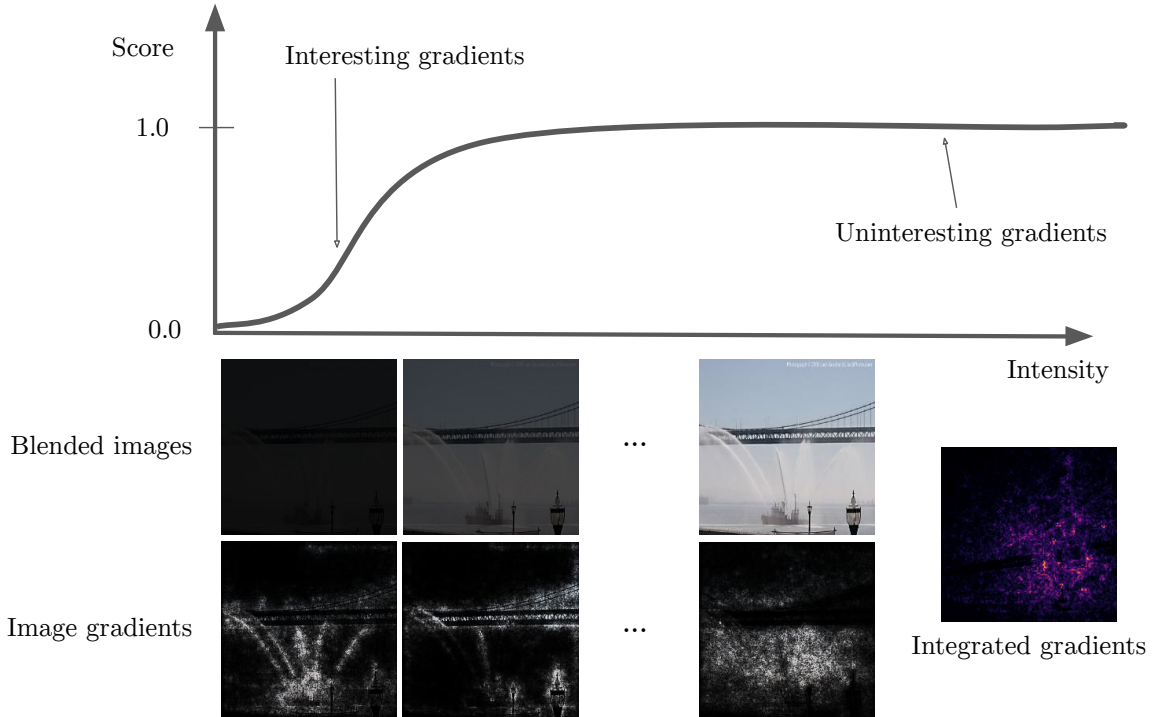 Score
Interesting gradients
1.0
Uninteresting gradients
0.0
Intensity
Blended images
...
Integrated gradients
Image gradients
...